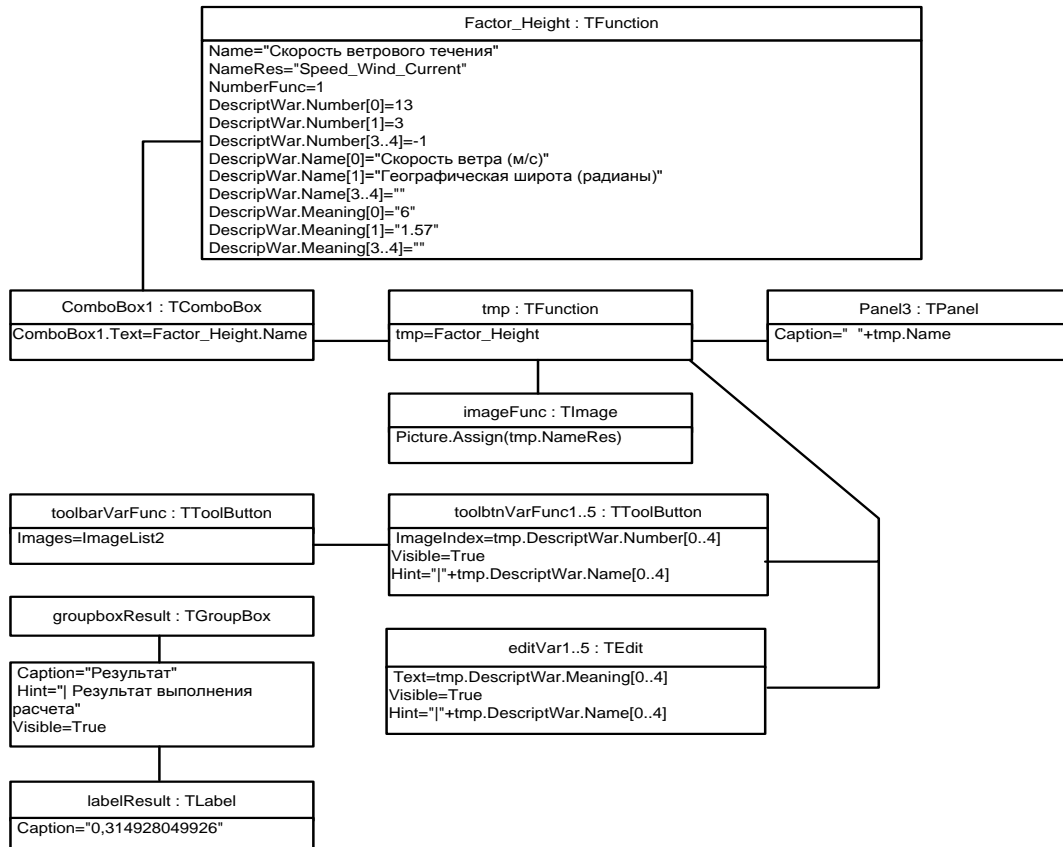 Factor_Height : TFunction
Name="Скорость ветрового течения"
NameRes="Speed_Wind_Current"
NumberFunc=1
DescriptWar.Number[0]=13
DescriptWar.Number[1]=3
DescriptWar.Number[3..4]=-1
DescripWar.Name[0]="Скорость ветра (м/с)"
DescripWar.Name[1]="Географическая широта (радианы)"
DescripWar.Name[3..4]=""
DescripWar.Meaning[0]="6"
DescripWar.Meaning[1]="1.57"
DescripWar.Meaning[3..4]=""
ComboBox1 : TComboBox
ComboBox1.Text=Factor_Height.Name
tmp : TFunction
tmp=Factor_Height
Panel3 : TPanel
Caption="  "+tmp.Name
imageFunc : TImage
Picture.Assign(tmp.NameRes)
toolbarVarFunc : TToolButton
Images=ImageList2
toolbtnVarFunc1..5 : TToolButton
ImageIndex=tmp.DescriptWar.Number[0..4]
Visible=True
Hint="|"+tmp.DescriptWar.Name[0..4]
groupboxResult : TGroupBox
Caption="Результат"
Hint="| Результат выполнения
расчета"
Visible=True
editVar1..5 : TEdit
Text=tmp.DescriptWar.Meaning[0..4]
Visible=True
Hint="|"+tmp.DescriptWar.Name[0..4]
labelResult : TLabel
Caption="0,314928049926"